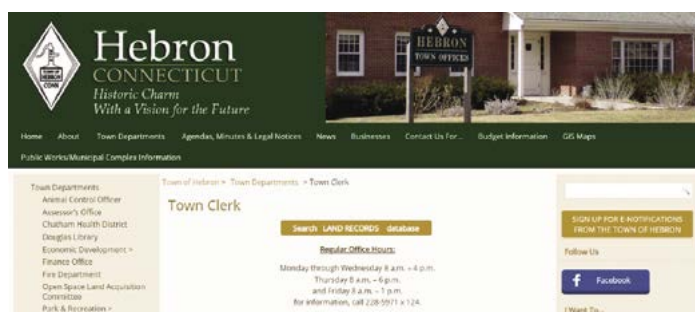 Hebron
CONNECTICUT
Historic Charm
With a Vision for the Future
TOWN OF
HEBRON
CONN
HEBRON
TOWN OFFICES
Home About Town Departments Agendas, Minutes & Legal Notices News Businesses Contact Us For... Budget Information GIS Maps
Public Works/Municipal Complex Information
Town Departments
Animal Control Officer
Assessor's Office
Chatham Health District
Douglas Library
Economic Development >
Finance Office
Fire Department
Open Space Land Acquisition
Committee
Park & Recreation >
Town of Hebron > Town Departments > Town Clerk
Town Clerk
Search LAND RECORDS database
Regular Office Hours:
Monday through Wednesday 8 a.m. – 4 p.m.
Thursday 8 a.m. – 6 p.m.
and Friday 8 a.m. – 1 p.m.
for information, call 228-5971 x 124.
SIGN UP FOR E-NOTIFICATIONS
FROM THE TOWN OF HEBRON
Follow Us
f Facebook
I Want To...